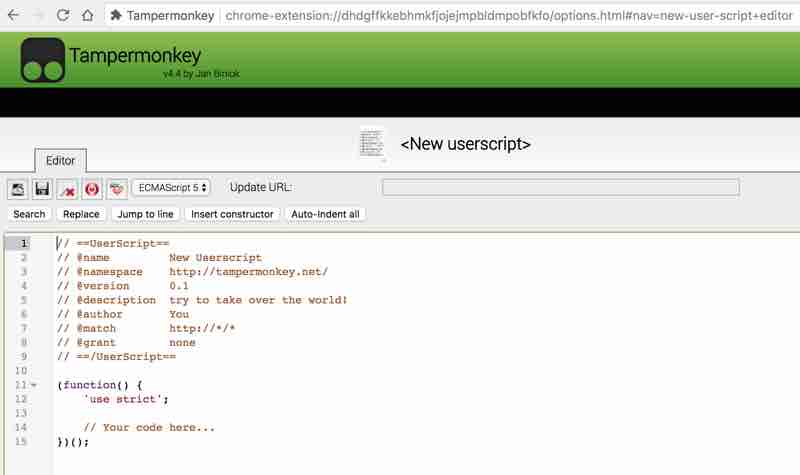 Tampermonkey chrome-extension://dhdgffkkebhmkfjojejmpbldmpobfkfo/options.html#nav=new-user-script+editor
Tampermonkey
v4.4 by Jan Biniok
<New userscript>
Editor
ECMAScript 5 Update URL:
Search Replace Jump to line Insert constructor Auto-Indent all
1 // ==UserScript==
2 // @name         New Userscript
3 // @namespace    http://tampermonkey.net/
4 // @version      0.1
5 // @description  try to take over the world!
6 // @author       You
7 // @match        http://*/*
8 // @grant        none
9 // ==/UserScript==
10
11 (function() {
12     'use strict';
13
14     // Your code here...
15 })();